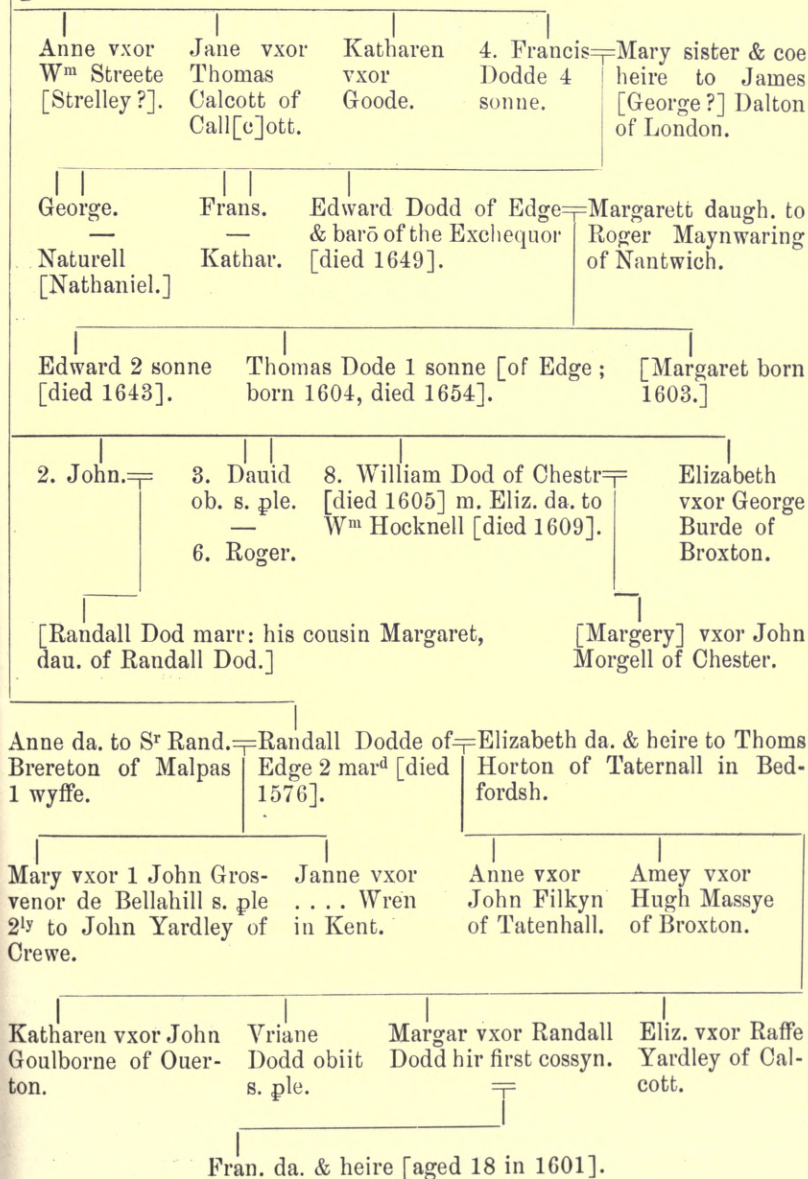 Anne vxor
Wᵐ Streete
[Strelley ?].
Jane vxor
Thomas
Calcott of
Call[c]ott.
Katharen
vxor
Goode.
4. Francis
Dodde 4
sonne.
Mary sister & coe
heire to James
[George ?] Dalton
of London.
George.
—
Naturell
[Nathaniel.]
Frans.
—
Kathar.
Edward Dodd of Edge
& barō of the Exchequor
[died 1649].
Margarett daugh. to
Roger Maynwaring
of Nantwich.
Edward 2 sonne
[died 1643].
Thomas Dode 1 sonne [of Edge ;
born 1604, died 1654].
[Margaret born
1603.]
2. John.
3. Dauid
ob. s. ꝑle.
—
6. Roger.
8. William Dod of Chestr
[died 1605] m. Eliz. da. to
Wᵐ Hocknell [died 1609].
Elizabeth
vxor George
Burde of
Broxton.
[Randall Dod marr: his cousin Margaret,
dau. of Randall Dod.]
[Margery] vxor John
Morgell of Chester.
Anne da. to Sʳ Rand.
Brereton of Malpas
1 wyffe.
Randall Dodde of
Edge 2 marᵈ [died
1576].
Elizabeth da. & heire to Thoms
Horton of Taternall in Bed-
fordsh.
Mary vxor 1 John Gros-
venor de Bellahill s. ꝑle
2ˡʸ to John Yardley of
Crewe.
Janne vxor
. . . . Wren
in Kent.
Anne vxor
John Filkyn
of Tatenhall.
Amey vxor
Hugh Massye
of Broxton.
Katharen vxor John
Goulborne of Ouer-
ton.
Vriane
Dodd obiit
s. ꝑle.
Margar vxor Randall
Dodd hir first cossyn.
Eliz. vxor Raffe
Yardley of Cal-
cott.
Fran. da. & heire [aged 18 in 1601].